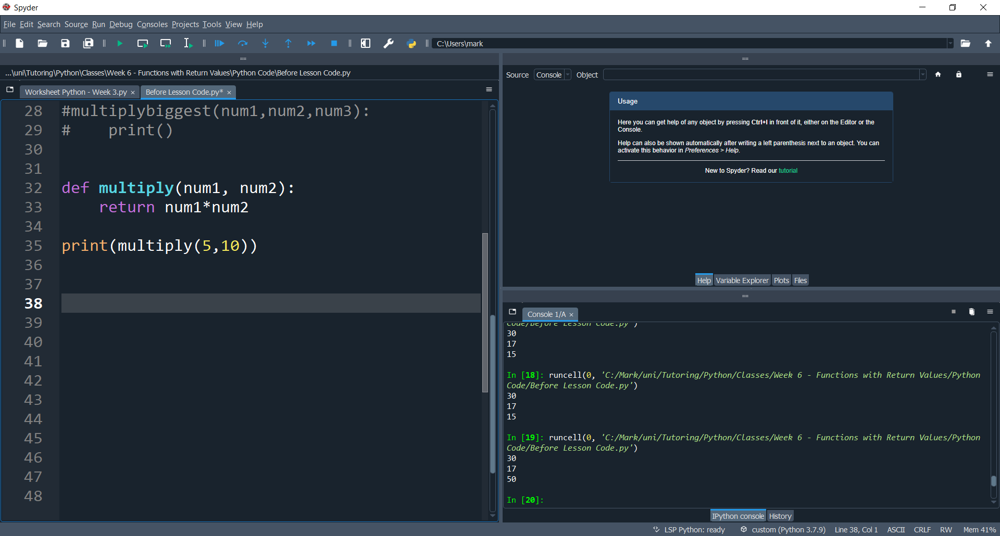 Spyder
File Edit Search Source Run Debug Consoles Projects Tools View Help
C:\Users\mark
...\uni\Tutoring\Python\Classes\Week 6 - Functions with Return Values\Python Code\Before Lesson Code.py
Worksheet Python - Week 3.py × Before Lesson Code.py* ×
28 #multiplybiggest(num1,num2,num3):
29 #    print()
30
31
32 def multiply(num1, num2):
33     return num1*num2
34
35 print(multiply(5,10))
36
37
38
39
40
41
42
43
44
45
46
47
48
Source Console Object
Usage
Here you can get help of any object by pressing Ctrl+I in front of it, either on the Editor or the
Console.
Help can also be shown automatically after writing a left parenthesis next to an object. You can
activate this behavior in Preferences > Help.
New to Spyder? Read our tutorial
Help Variable Explorer Plots Files
Console 1/A ×
Code/Before Lesson Code.py')
30
17
15
In [18]: runcell(0, 'C:/Mark/uni/Tutoring/Python/Classes/Week 6 - Functions with Return Values/Python
Code/Before Lesson Code.py')
30
17
15
In [19]: runcell(0, 'C:/Mark/uni/Tutoring/Python/Classes/Week 6 - Functions with Return Values/Python
Code/Before Lesson Code.py')
30
17
50
In [20]:
IPython console History
LSP Python: ready custom (Python 3.7.9) Line 38, Col 1 ASCII CRLF RW Mem 41%